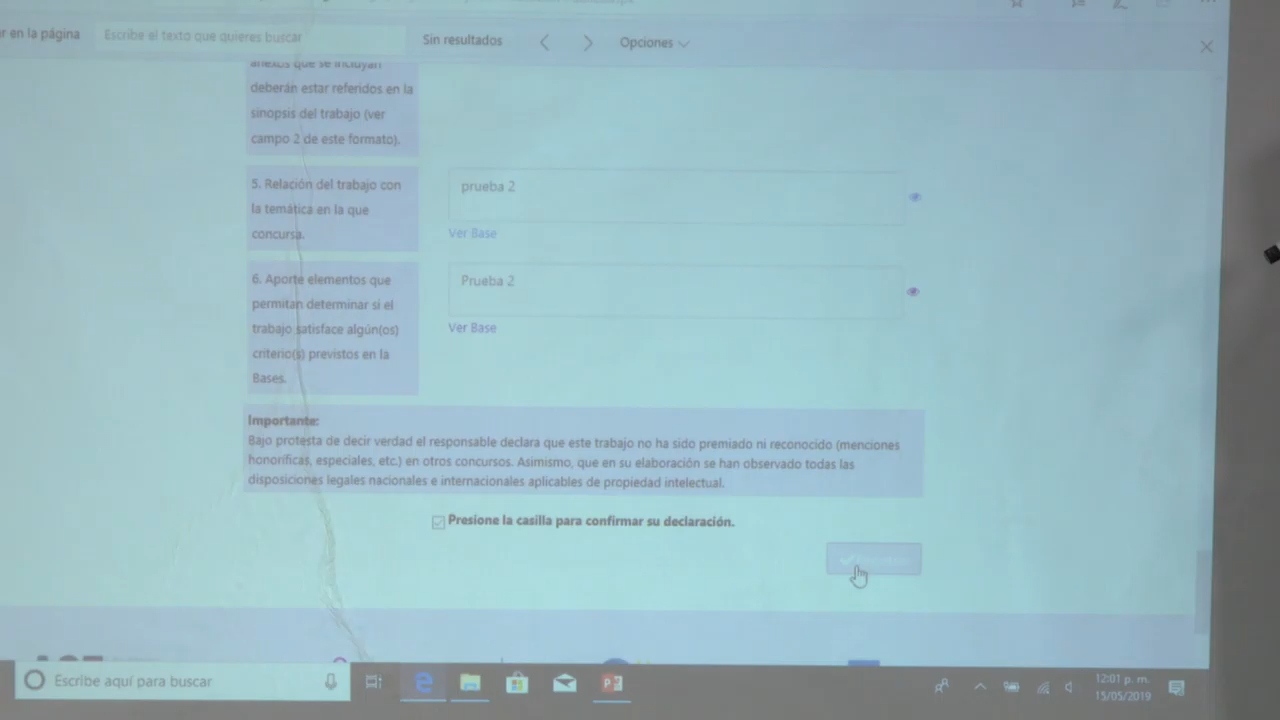 en la página
Escribe el texto que quieres buscar
Sin resultados
Opciones
anexos que se incluyan
deberán estar referidos en la
sinopsis del trabajo (ver
campo 2 de este formato).
5. Relación del trabajo con
la temática en la que
concursa.
prueba 2
Ver Base
6. Aporte elementos que
permitan determinar si el
trabajo satisface algún(os)
criterio(s) previstos en la
Bases.
Prueba 2
Ver Base
Importante:
Bajo protesta de decir verdad el responsable declara que este trabajo no ha sido premiado ni reconocido (menciones
honoríficas, especiales, etc.) en otros concursos. Asimismo, que en su elaboración se han observado todas las
disposiciones legales nacionales e internacionales aplicables de propiedad intelectual.
Presione la casilla para confirmar su declaración.
Escribe aquí para buscar
12:01 p. m.
15/05/2019